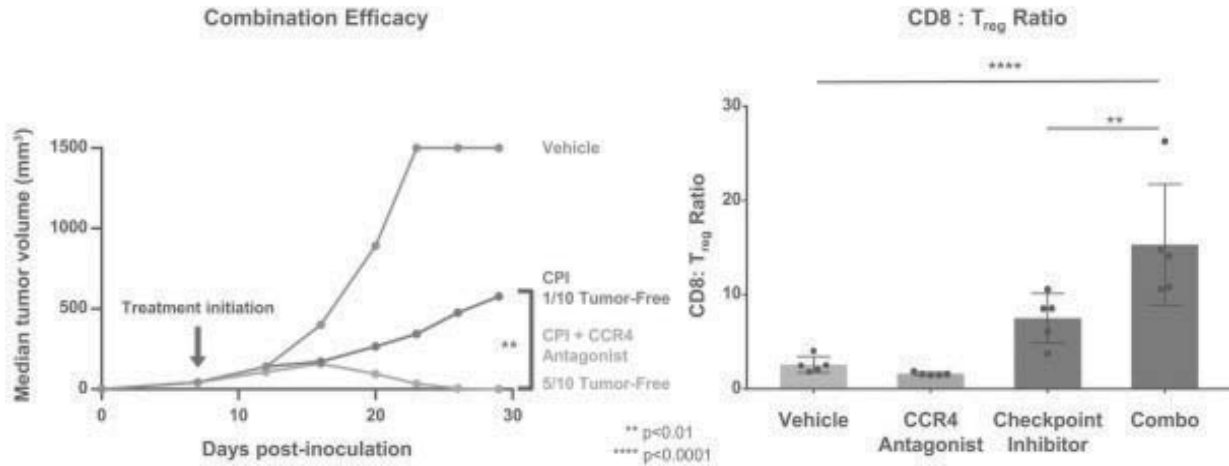 Combination Efficacy
Median tumor volume (mm³)
1500
1000
500
0
Treatment initiation
Vehicle
CPI
1/10 Tumor-Free
**
CPI + CCR4
Antagonist
5/10 Tumor-Free
0
10
20
30
Days post-inoculation
** p<0.01
**** p<0.0001
CD8 : Treg Ratio
****
**
CD8: Treg Ratio
30
20
10
0
Vehicle
CCR4
Antagonist
Checkpoint
Inhibitor
Combo